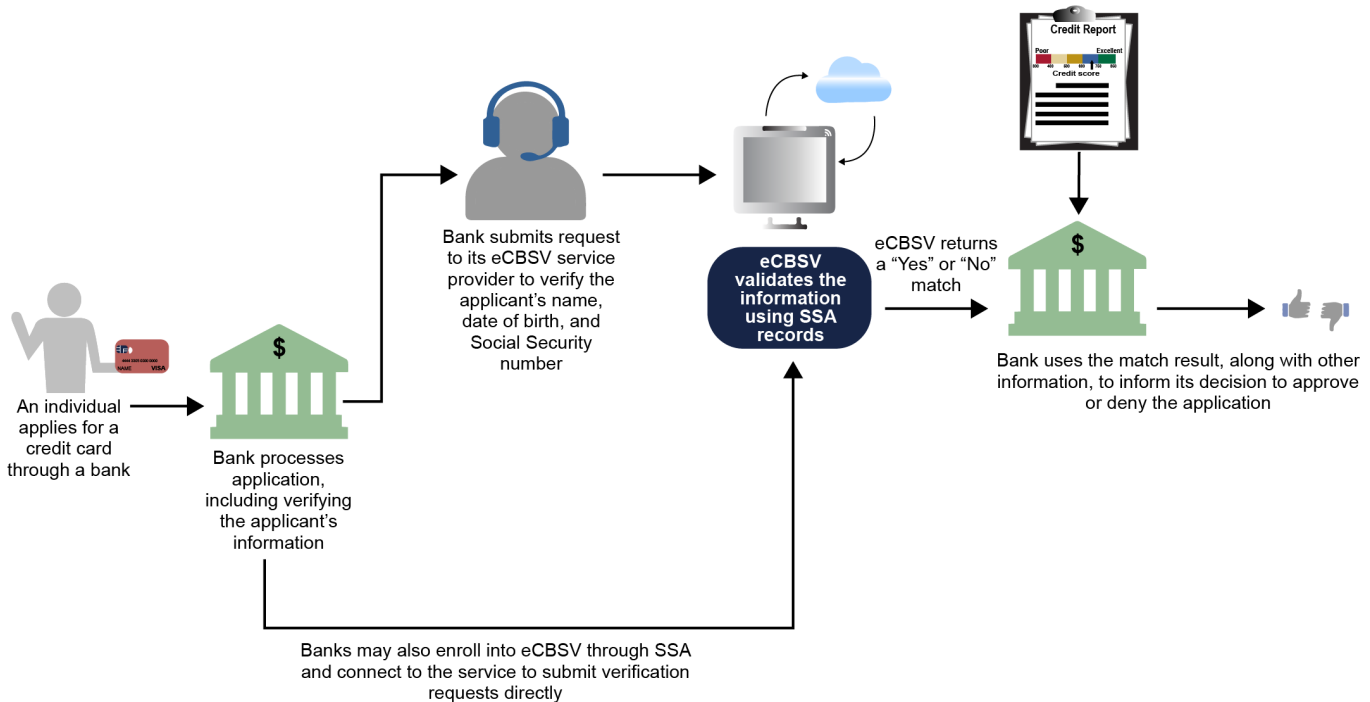 An individual
applies for a
credit card
through a bank
NAME
VISA
$
Bank processes
application,
including verifying
the applicant’s
information
Bank submits request
to its eCBSV service
provider to verify the
applicant’s name,
date of birth, and
Social Security
number
Banks may also enroll into eCBSV through SSA
and connect to the service to submit verification
requests directly
eCBSV
validates the
information
using SSA
records
eCBSV returns
a “Yes” or “No”
match
Credit Report
Poor
Excellent
Credit score
$
Bank uses the match result, along with other
information, to inform its decision to approve
or deny the application